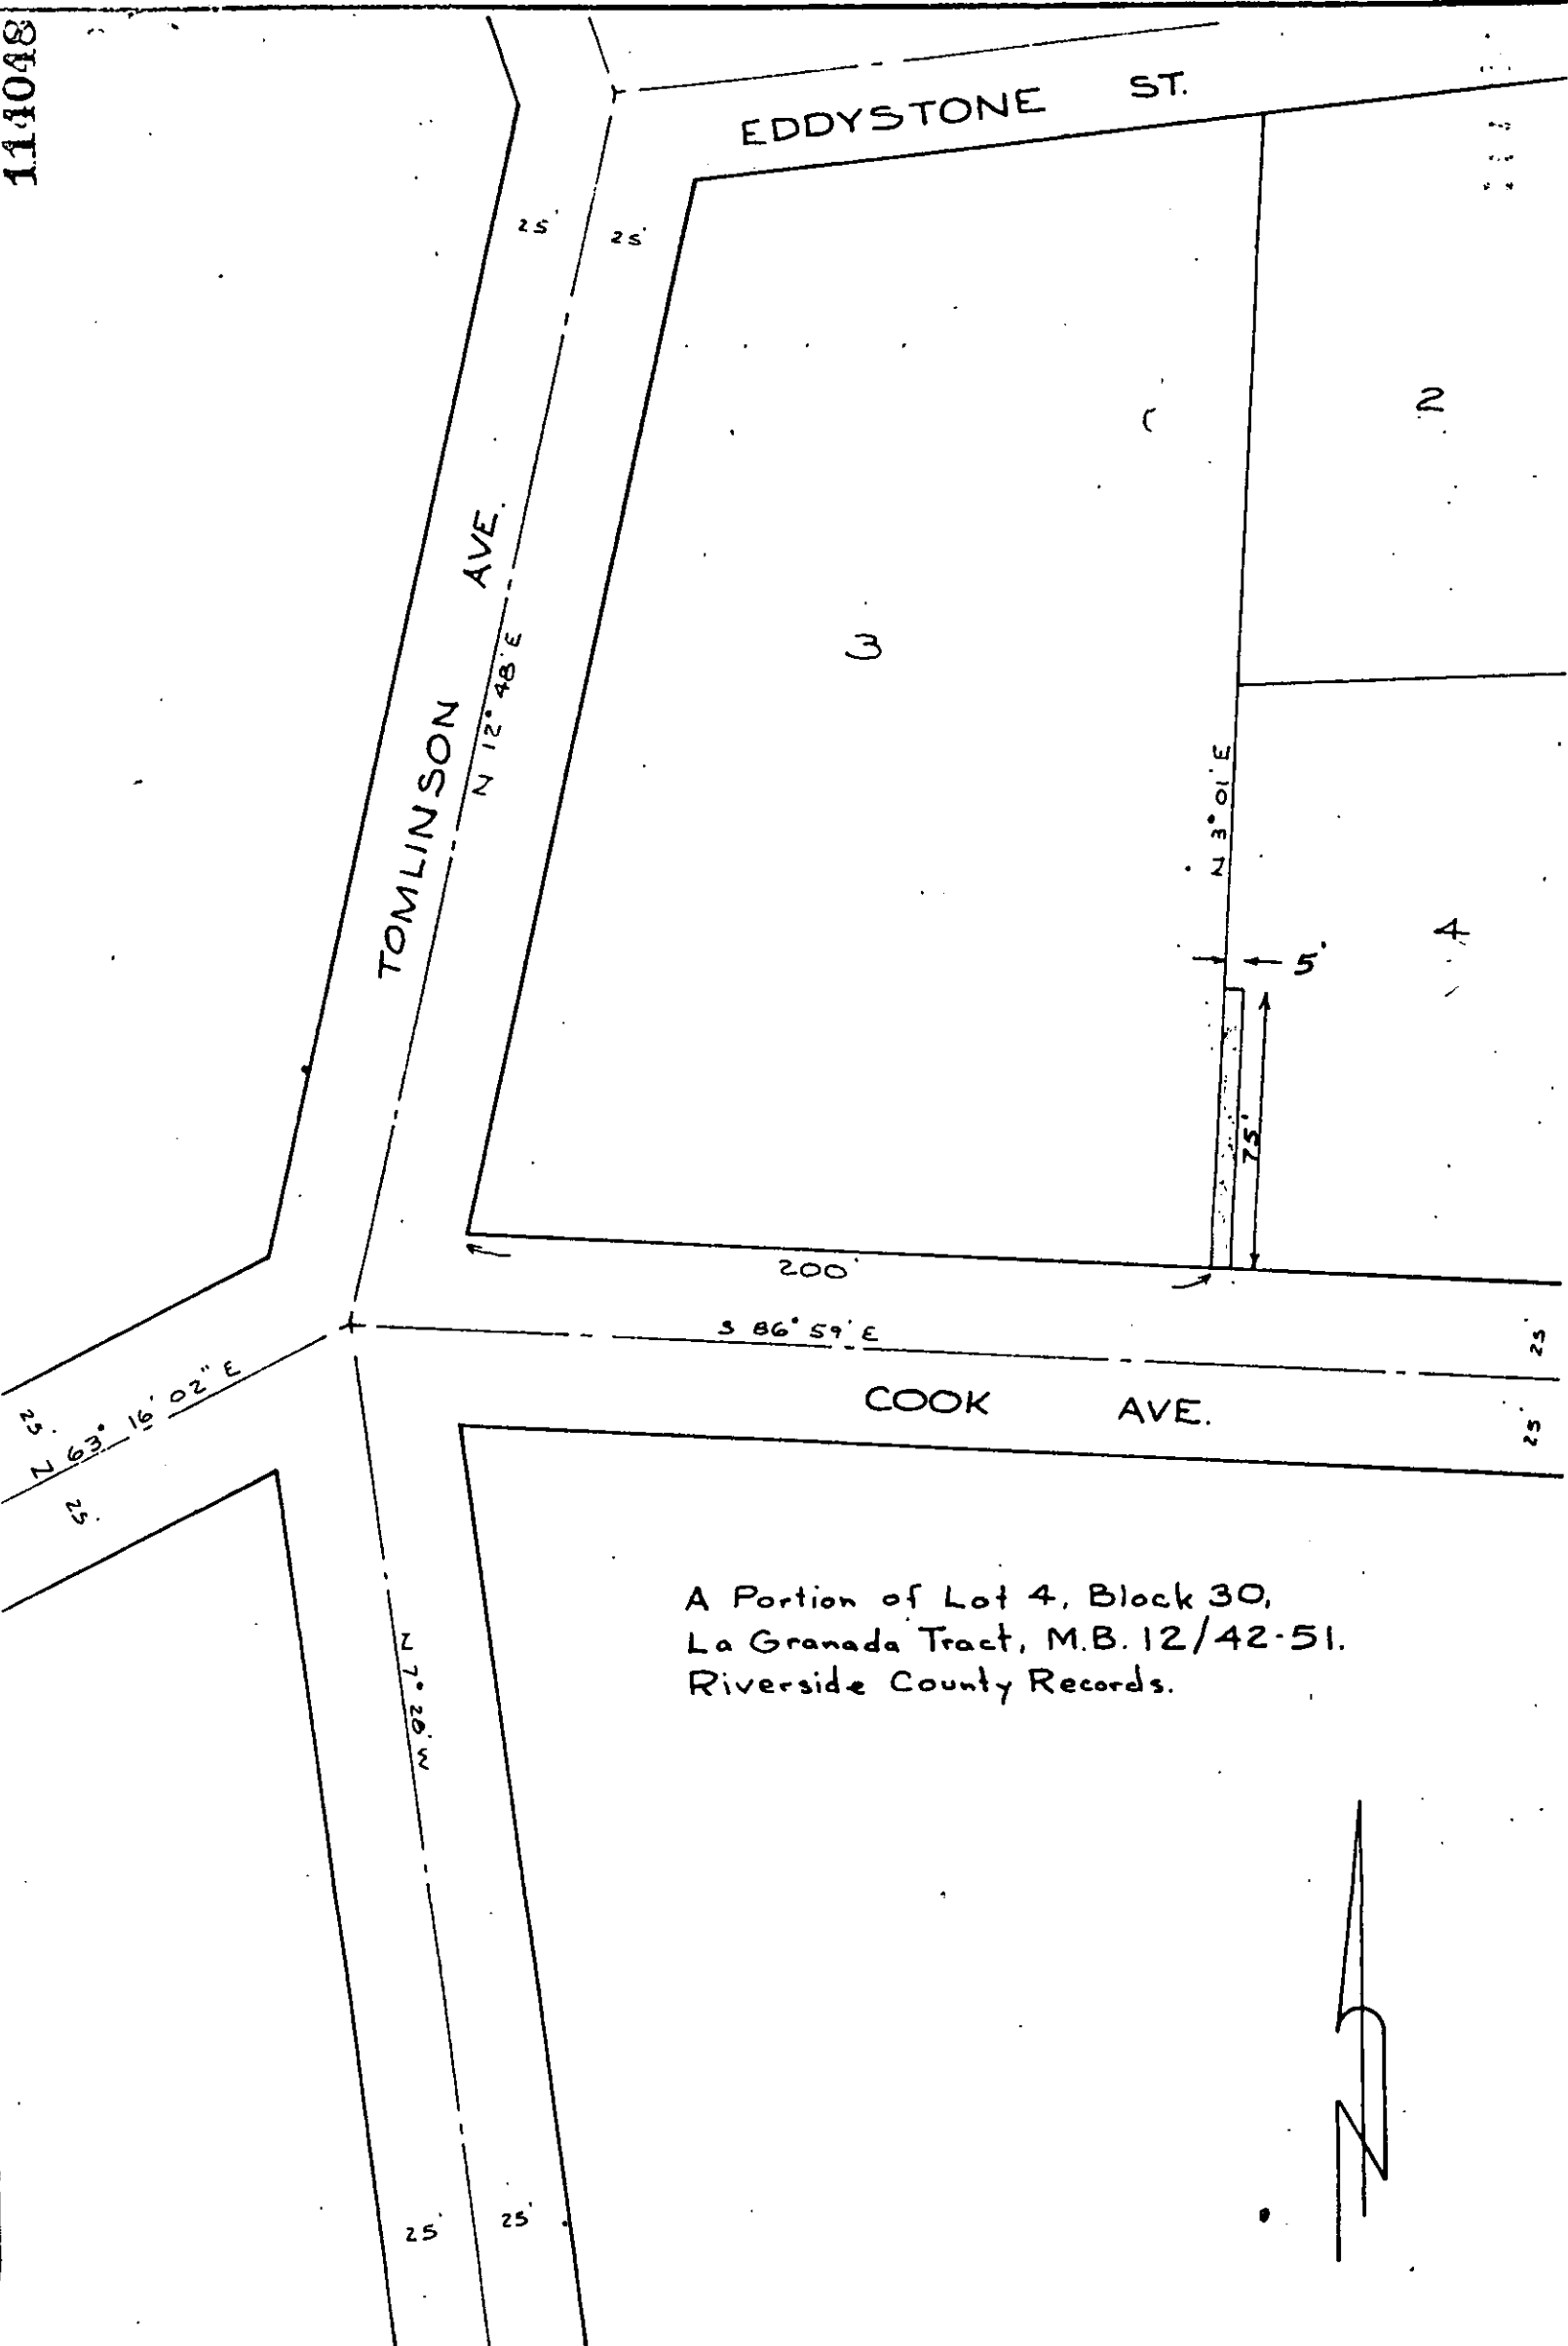 114048
EDDYSTONE ST.
25' 25'
2
TOMLINSON AVE.
N 12° 48' E
3
N 3° 01' E
4
5'
75'
200'
S 86° 59' E
25'
COOK AVE.
25'
25'
N 63° 16' 02" E
25'
A Portion of Lot 4, Block 30,
La Granada Tract, M.B. 12/42-51.
Riverside County Records.
N 7° 28' W
25' 25'
N